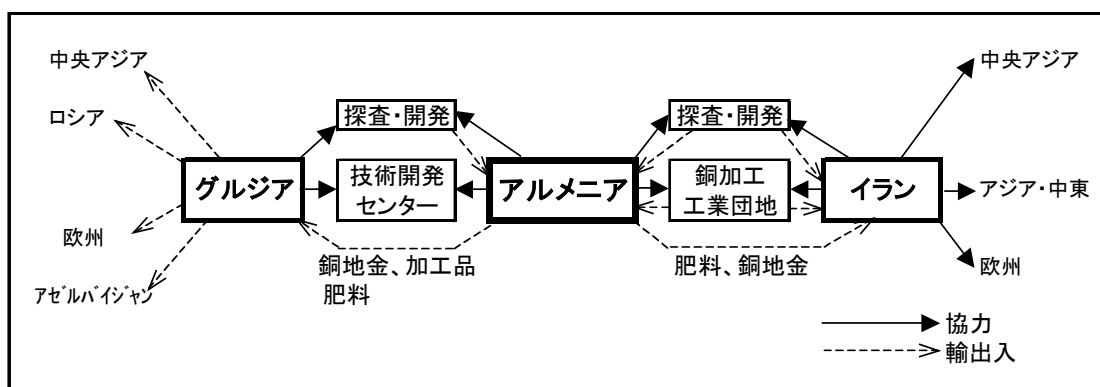 中央アジア
ロシア
欧州
ｱｾﾞﾙﾊﾞｲｼﾞｬﾝ
グルジア
探査・開発
技術開発
センター
銅地金、加工品
肥料
アルメニア
探査・開発
銅加工
工業団地
肥料、銅地金
イラン
中央アジア
アジア・中東
欧州
協力
輸出入